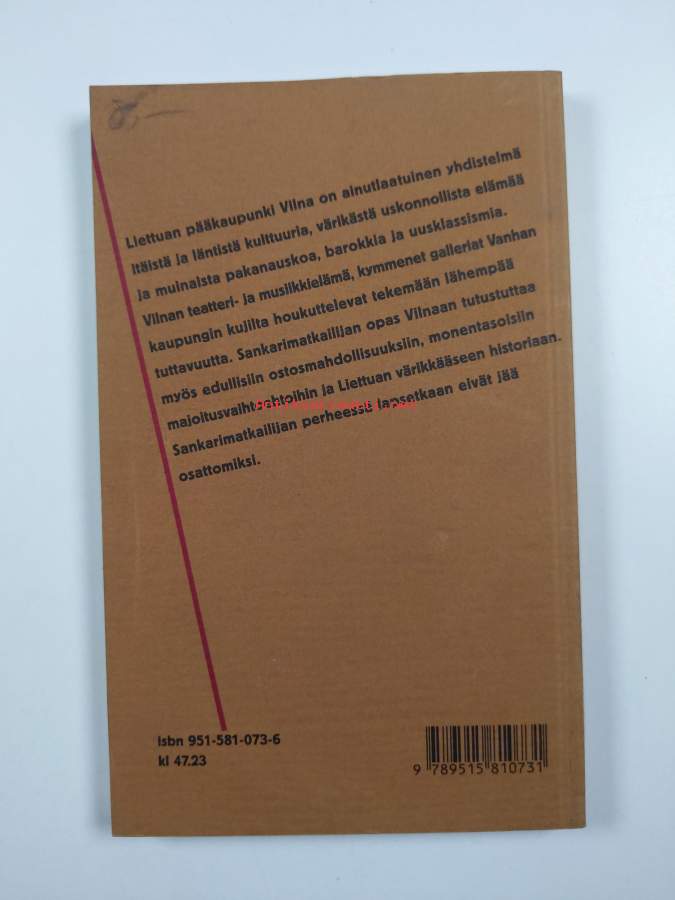 Liettuan pääkaupunki Vilna on ainutlaatuinen yhdistelmä
itäistä ja läntistä kulttuuria, värikästä uskonnollista elämää
ja muinaista pakanauskoa, barokkia ja uusklassismia.
Vilnan teatteri- ja musiikkielämä, kymmenet galleriat Vanhan
kaupungin kujilta houkuttelevat tekemään lähempää
tuttavuutta. Sankarimatkailijan opas Vilnaan tutustuttaa
myös edullisiin ostosmahdollisuuksiin, monentasoisiin
majoitusvaihtoehtoihin ja Liettuan värikkääseen historiaan.
Sankarimatkailijan perheessä lapsetkaan eivät jää
osattomiksi.
isbn 951-581-073-6
kl 47.23
9 789515 810731